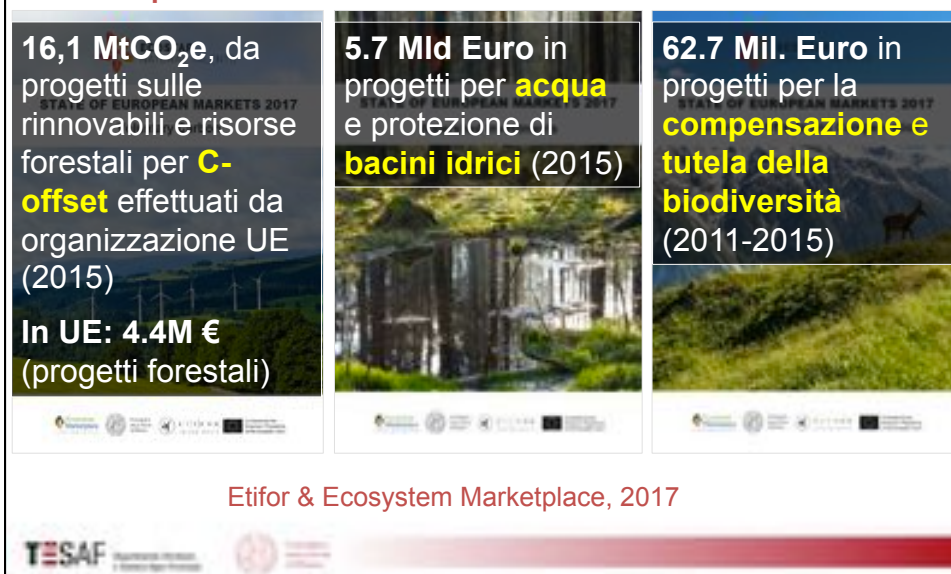 16,1 MtCO₂e, da
progetti sulle
rinnovabili e risorse
forestali per C-
offset effettuati da
organizzazione UE
(2015)
In UE: 4.4M €
(progetti forestali)
STATE OF EUROPEAN MARKETS 2017
5.7 Mld Euro in
progetti per acqua
e protezione di
bacini idrici (2015)
STATE OF EUROPEAN MARKETS 2017
62.7 Mil. Euro in
progetti per la
compensazione e
tutela della
biodiversità
(2011-2015)
STATE OF EUROPEAN MARKETS 2017
Etifor & Ecosystem Marketplace, 2017
TESAF